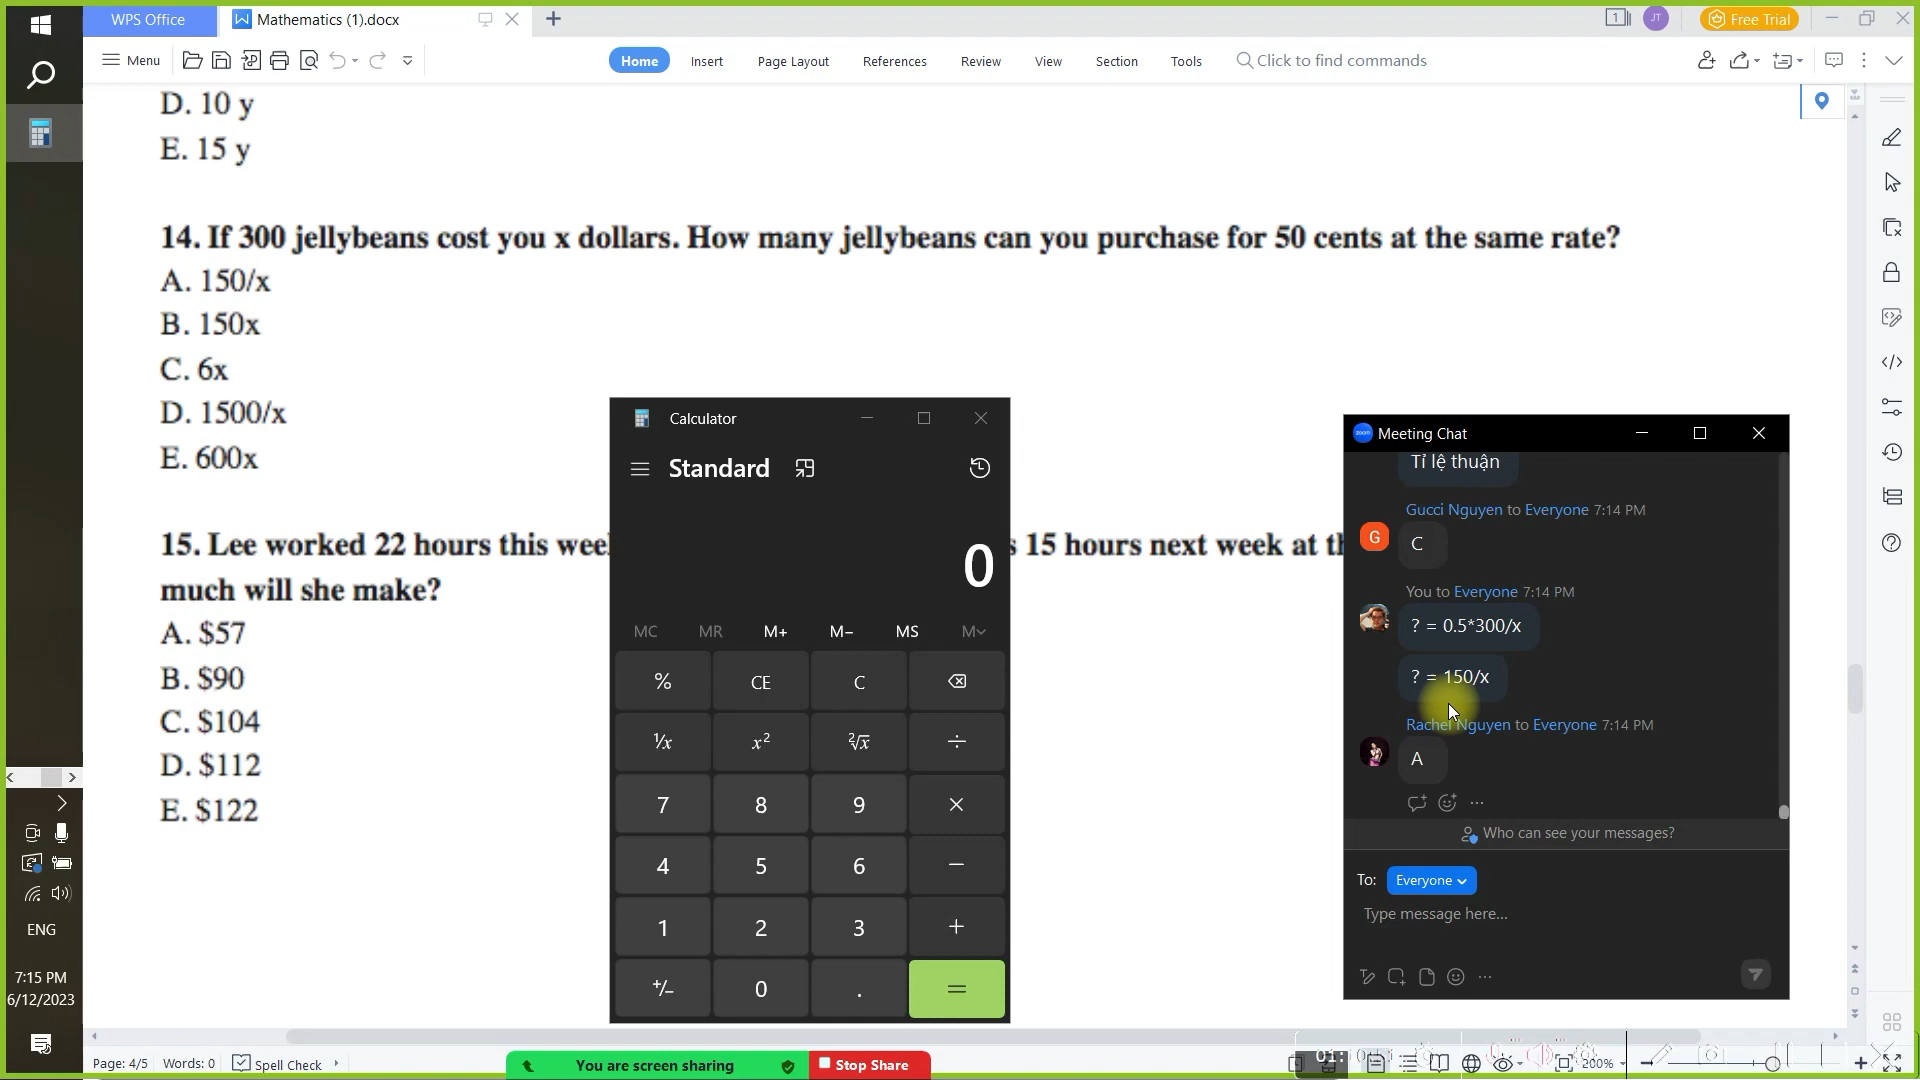 WPS Office
Mathematics (1).docx
1
JT
Free Trial
Menu
Home
Insert
Page Layout
References
Review
View
Section
Tools
Click to find commands
D. 10 y
E. 15 y
14. If 300 jellybeans cost you x dollars. How many jellybeans can you purchase for 50 cents at the same rate?
A. 150/x
B. 150x
C. 6x
D. 1500/x
E. 600x
15. Lee worked 22 hours this wee
s 15 hours next week at th
much will she make?
A. $57
B. $90
C. $104
D. $112
E. $122
Calculator
Standard
0
MC MR M+ M− MS M
% CE C
¹⁄x x² ²√x ÷
7 8 9 ×
4 5 6 −
1 2 3 +
+/− 0 . =
zoom Meeting Chat
Tỉ lệ thuận
Gucci Nguyen to Everyone 7:14 PM
G
C
You to Everyone 7:14 PM
? = 0.5*300/x
? = 150/x
Rachel Nguyen to Everyone 7:14 PM
A
Who can see your messages?
To: Everyone
Type message here...
ENG
7:15 PM
6/12/2023
Page: 4/5
Words: 0
Spell Check
You are screen sharing
Stop Share
01:
200%